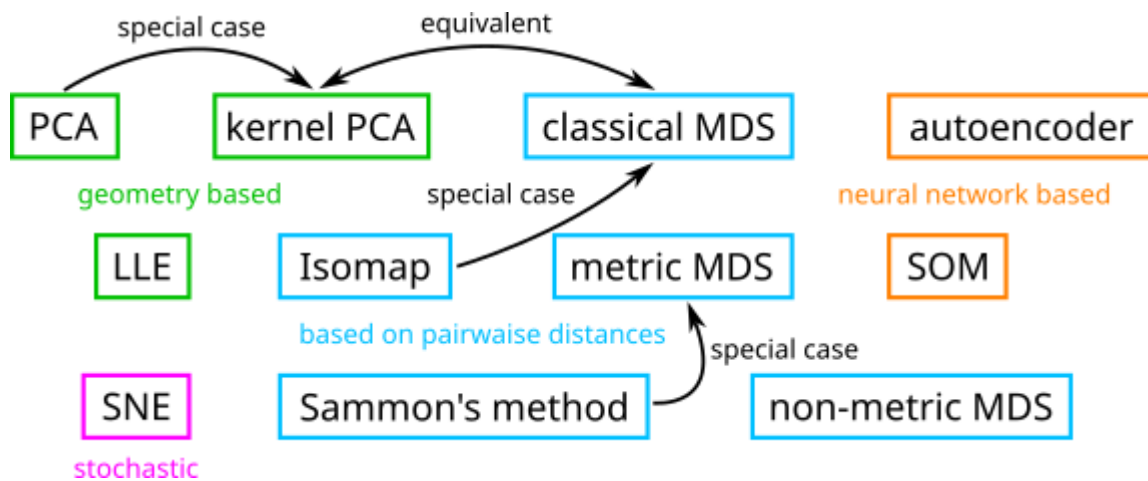 special case
equivalent
PCA
kernel PCA
classical MDS
autoencoder
geometry based
special case
neural network based
LLE
Isomap
metric MDS
SOM
based on pairwaise distances
special case
SNE
Sammon's method
non-metric MDS
stochastic